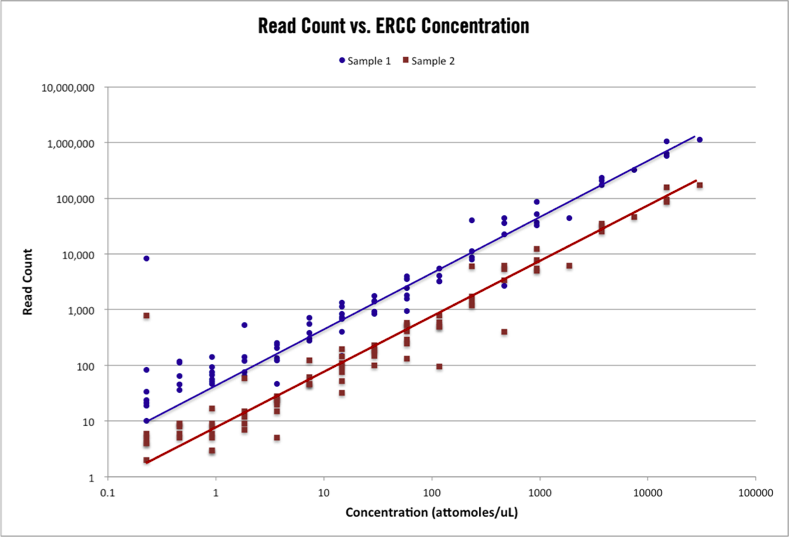 Read Count vs. ERCC Concentration
Sample 1 Sample 2
10,000,000
1,000,000
100,000
10,000
1,000
100
10
1
Read Count
0.1 1 10 100 1000 10000 100000
Concentration (attomoles/uL)